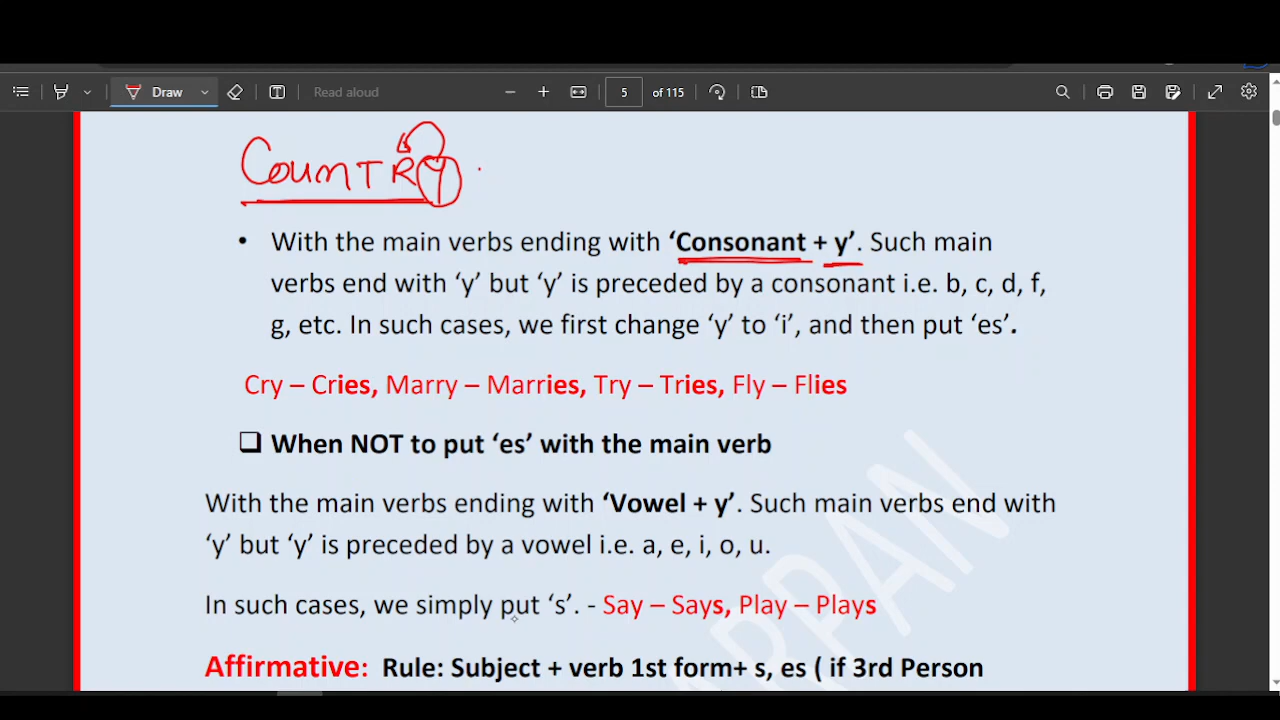 Draw
Read aloud
5 of 115
COUNTRY
• With the main verbs ending with ‘Consonant + y’. Such main
verbs end with ‘y’ but ‘y’ is preceded by a consonant i.e. b, c, d, f,
g, etc. In such cases, we first change ‘y’ to ‘i’, and then put ‘es’.
Cry – Cries, Marry – Marries, Try – Tries, Fly – Flies
❑ When NOT to put ‘es’ with the main verb
With the main verbs ending with ‘Vowel + y’. Such main verbs end with
‘y’ but ‘y’ is preceded by a vowel i.e. a, e, i, o, u.
In such cases, we simply put ‘s’. - Say – Says, Play – Plays
Affirmative: Rule: Subject + verb 1st form+ s, es ( if 3rd Person